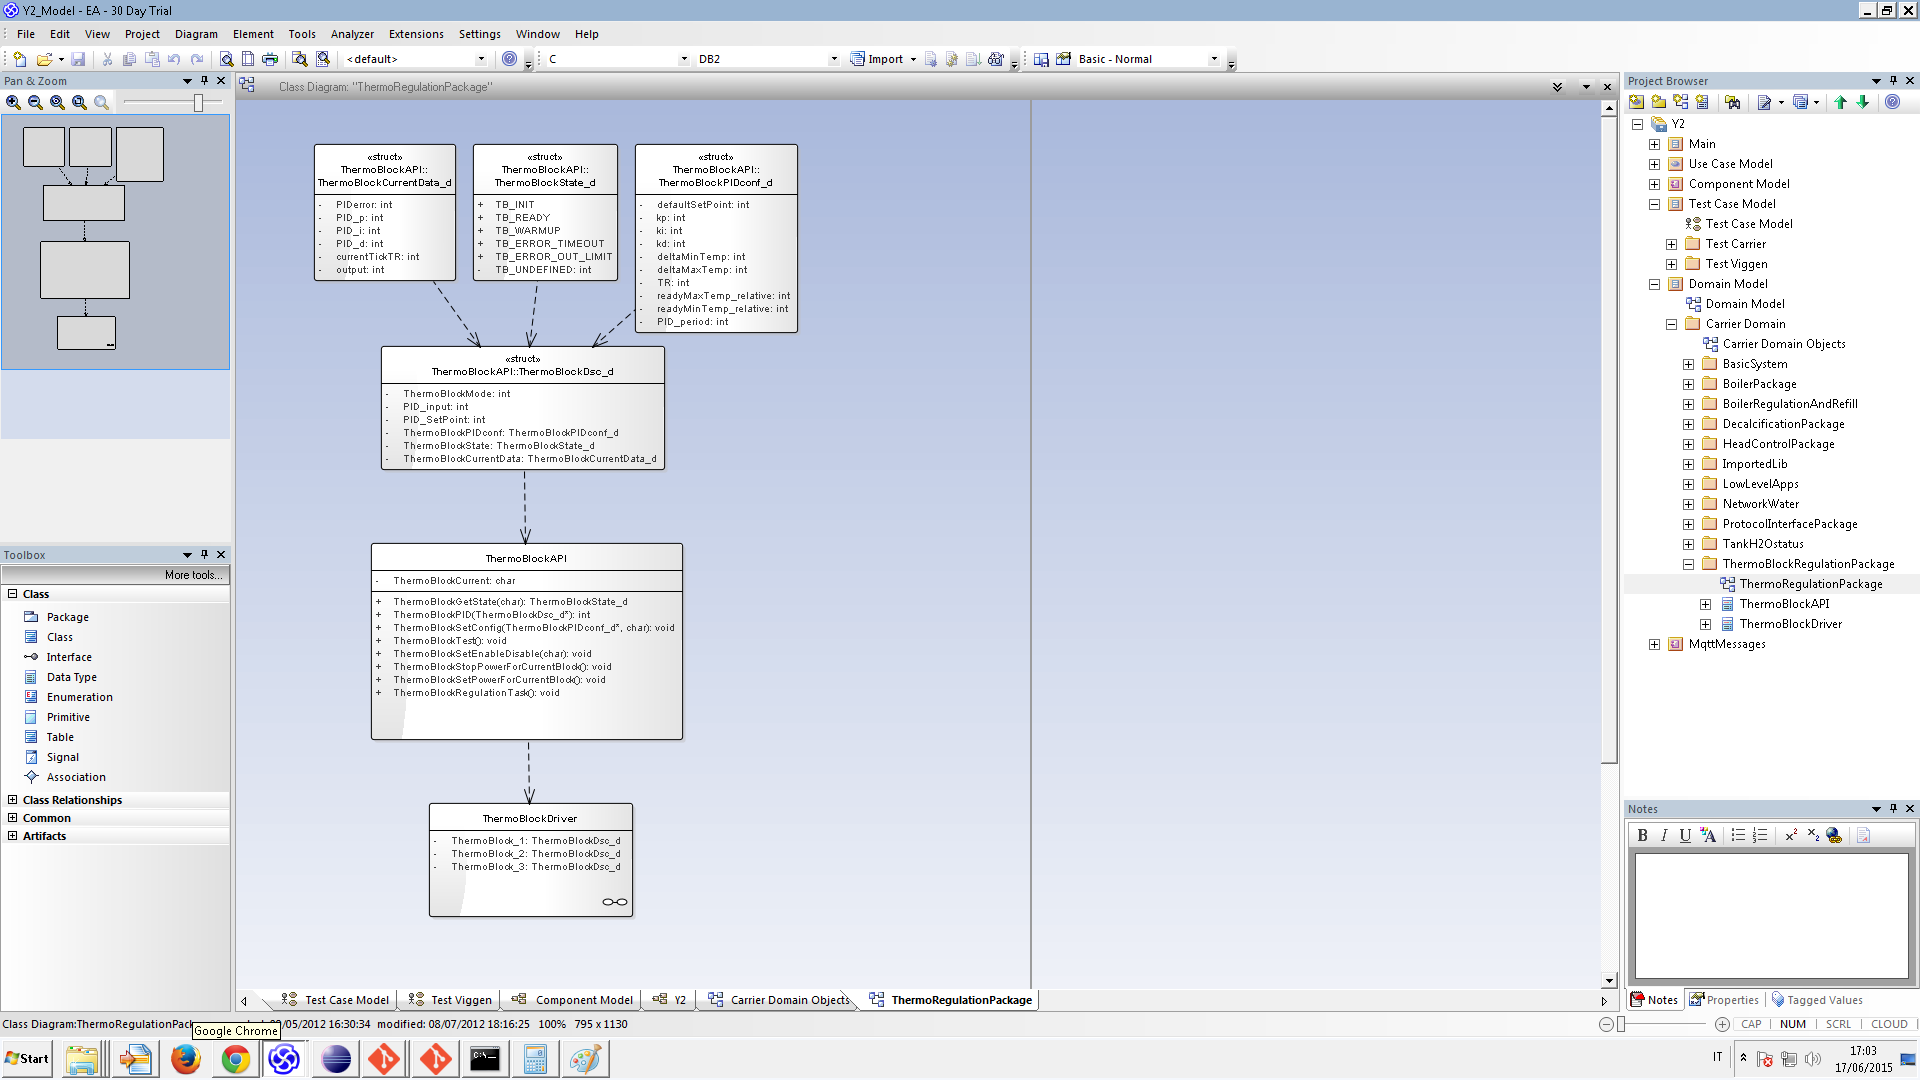 Y2_Model - EA - 30 Day Trial
File Edit View Project Diagram Element Tools Analyzer Extensions Settings Window Help
<default> C DB2 Import Basic - Normal
Pan & Zoom
Class Diagram: "ThermoRegulationPackage"
«struct»
ThermoBlockAPI::
ThermoBlockCurrentData_d
- PIDerror: int
- PID_p: int
- PID_i: int
- PID_d: int
- currentTickTR: int
- output: int
«struct»
ThermoBlockAPI::
ThermoBlockState_d
+ TB_INIT
+ TB_READY
+ TB_WARMUP
+ TB_ERROR_TIMEOUT
+ TB_ERROR_OUT_LIMIT
- TB_UNDEFINED: int
«struct»
ThermoBlockAPI::
ThermoBlockPIDconf_d
- defaultSetPoint: int
- kp: int
- ki: int
- kd: int
- deltaMinTemp: int
- deltaMaxTemp: int
- TR: int
- readyMaxTemp_relative: int
- readyMinTemp_relative: int
- PID_period: int
«struct»
ThermoBlockAPI::ThermoBlockDsc_d
- ThermoBlockMode: int
- PID_input: int
- PID_SetPoint: int
- ThermoBlockPIDconf: ThermoBlockPIDconf_d
- ThermoBlockState: ThermoBlockState_d
- ThermoBlockCurrentData: ThermoBlockCurrentData_d
ThermoBlockAPI
- ThermoBlockCurrent: char
+ ThermoBlockGetState(char): ThermoBlockState_d
+ ThermoBlockPID(ThermoBlockDsc_d*): int
+ ThermoBlockSetConfig(ThermoBlockPIDconf_d*, char): void
+ ThermoBlockTest(): void
+ ThermoBlockSetEnableDisable(char): void
+ ThermoBlockStopPowerForCurrentBlock(): void
+ ThermoBlockSetPowerForCurrentBlock(): void
+ ThermoBlockRegulationTask(): void
ThermoBlockDriver
- ThermoBlock_1: ThermoBlockDsc_d
- ThermoBlock_2: ThermoBlockDsc_d
- ThermoBlock_3: ThermoBlockDsc_d
Toolbox
More tools...
Class
Package
Class
Interface
Data Type
Enumeration
Primitive
Table
Signal
Association
Class Relationships
Common
Artifacts
Project Browser
Y2
Main
Use Case Model
Component Model
Test Case Model
Test Case Model
Test Carrier
Test Viggen
Domain Model
Domain Model
Carrier Domain
Carrier Domain Objects
BasicSystem
BoilerPackage
BoilerRegulationAndRefill
DecalcificationPackage
HeadControlPackage
ImportedLib
LowLevelApps
NetworkWater
ProtocolInterfacePackage
TankH2Ostatus
ThermoBlockRegulationPackage
ThermoRegulationPackage
ThermoBlockAPI
ThermoBlockDriver
MqttMessages
Notes
B I U A
Notes Properties Tagged Values
Test Case Model Test Viggen Component Model Y2 Carrier Domain Objects ThermoRegulationPackage
Class Diagram:ThermoRegulationPack /05/2012 16:30:34 modified: 08/07/2012 18:16:25 100% 795 x 1130
CAP NUM SCRL CLOUD
Google Chrome
Start
IT
17:03
17/06/2015